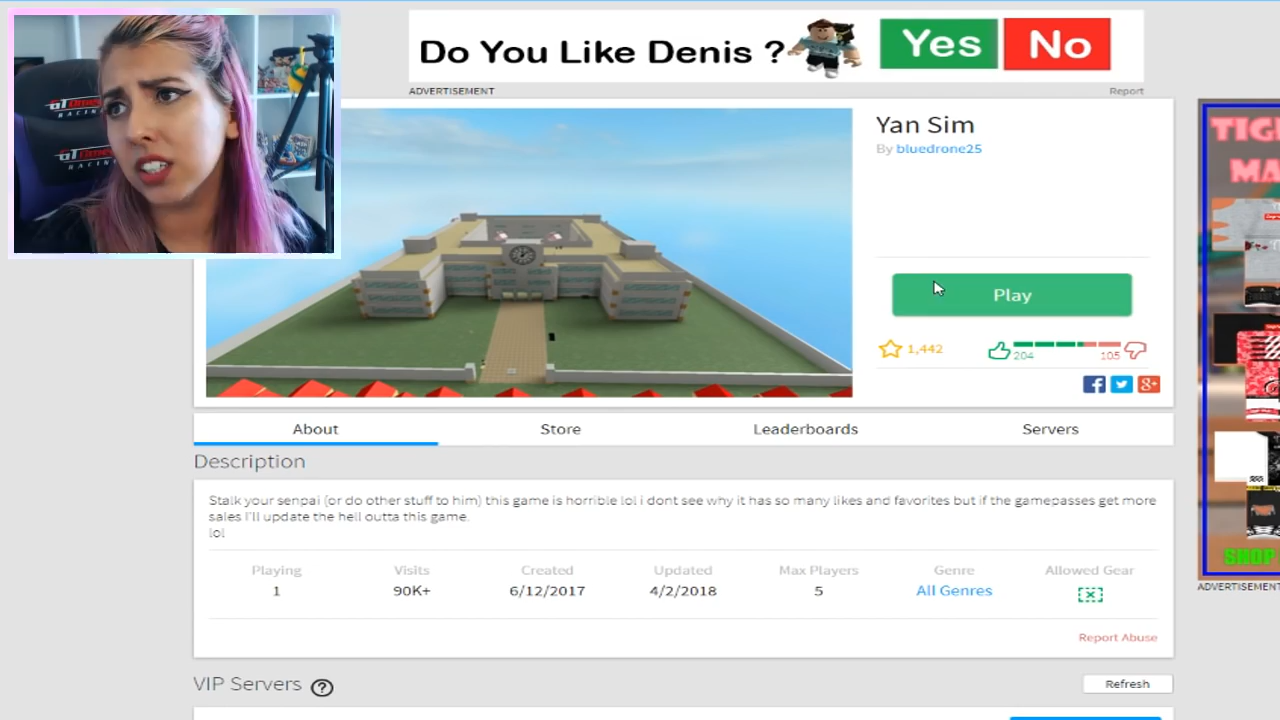 Do You Like Denis ?
Yes
No
ADVERTISEMENT
Report
Yan Sim
By bluedrone25
Play
1,442
204
105
About
Store
Leaderboards
Servers
Description
Stalk your senpai (or do other stuff to him) this game is horrible lol i dont see why it has so many likes and favorites but if the gamepasses get more
sales I'll update the hell outta this game.
lol
Playing
Visits
Created
Updated
Max Players
Genre
Allowed Gear
1
90K+
6/12/2017
4/2/2018
5
All Genres
Report Abuse
VIP Servers
Refresh
TIG
MA
SHOP
ADVERTISEMENT
RACING